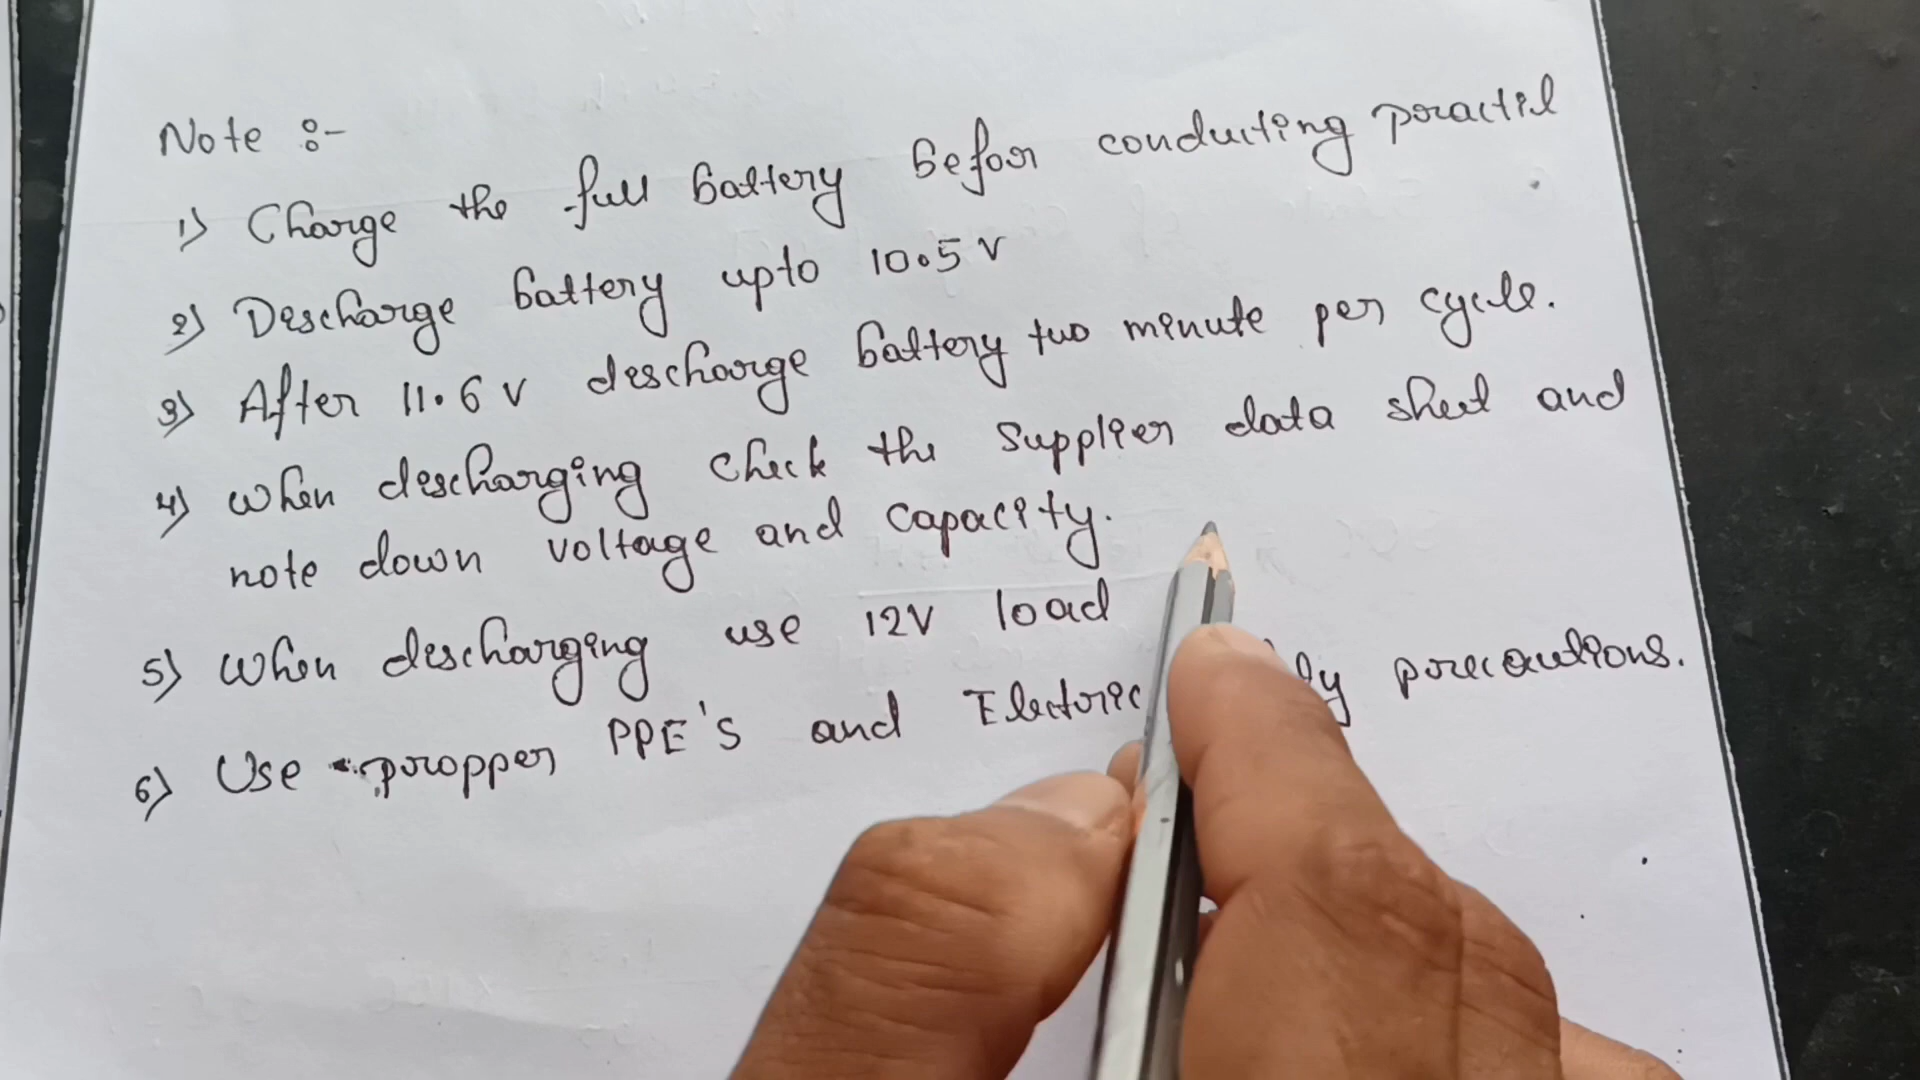 Note :-
1) Charge the full battery befor conducting practil
2) Descharge battery upto 10.5 V
3) After 11.6 V descharge battery two minute per cycle.
4) When descharging check the Supplier data sheet and
note down voltage and capacity.
5) When descharging use 12V load
6) Use propper PPE'S and Electric precautions.